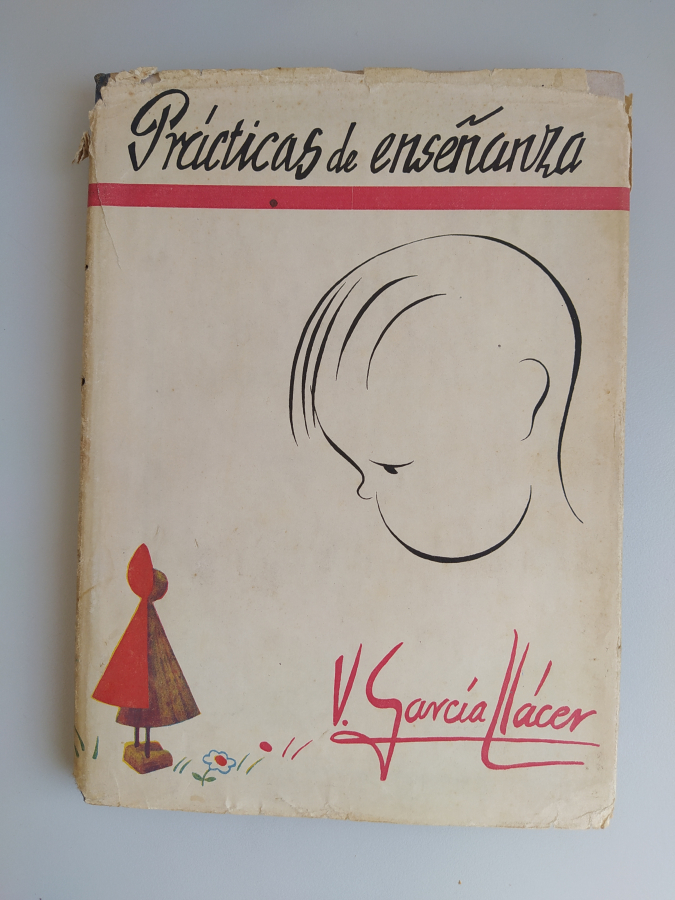 Prácticas de enseñanza
V. García Llácer